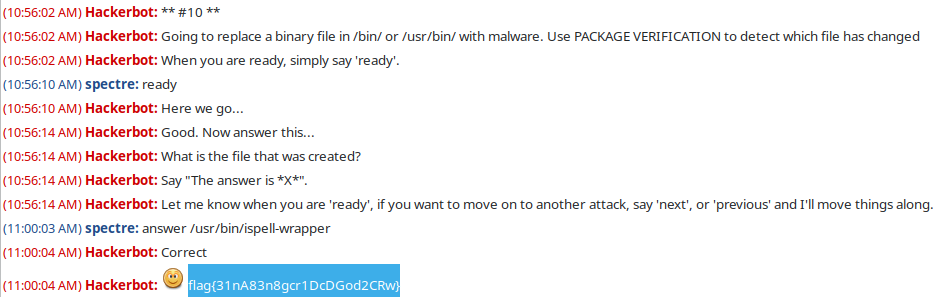 (10:56:02 AM) Hackerbot: ** #10 **
(10:56:02 AM) Hackerbot: Going to replace a binary file in /bin/ or /usr/bin/ with malware. Use PACKAGE VERIFICATION to detect which file has changed
(10:56:02 AM) Hackerbot: When you are ready, simply say 'ready'.
(10:56:10 AM) spectre: ready
(10:56:10 AM) Hackerbot: Here we go...
(10:56:14 AM) Hackerbot: Good. Now answer this...
(10:56:14 AM) Hackerbot: What is the file that was created?
(10:56:14 AM) Hackerbot: Say "The answer is *X*".
(10:56:14 AM) Hackerbot: Let me know when you are 'ready', if you want to move on to another attack, say 'next', or 'previous' and I'll move things along.
(11:00:03 AM) spectre: answer /usr/bin/ispell-wrapper
(11:00:04 AM) Hackerbot: Correct
(11:00:04 AM) Hackerbot: flag{31nA83n8gcr1DcDGod2CRw}